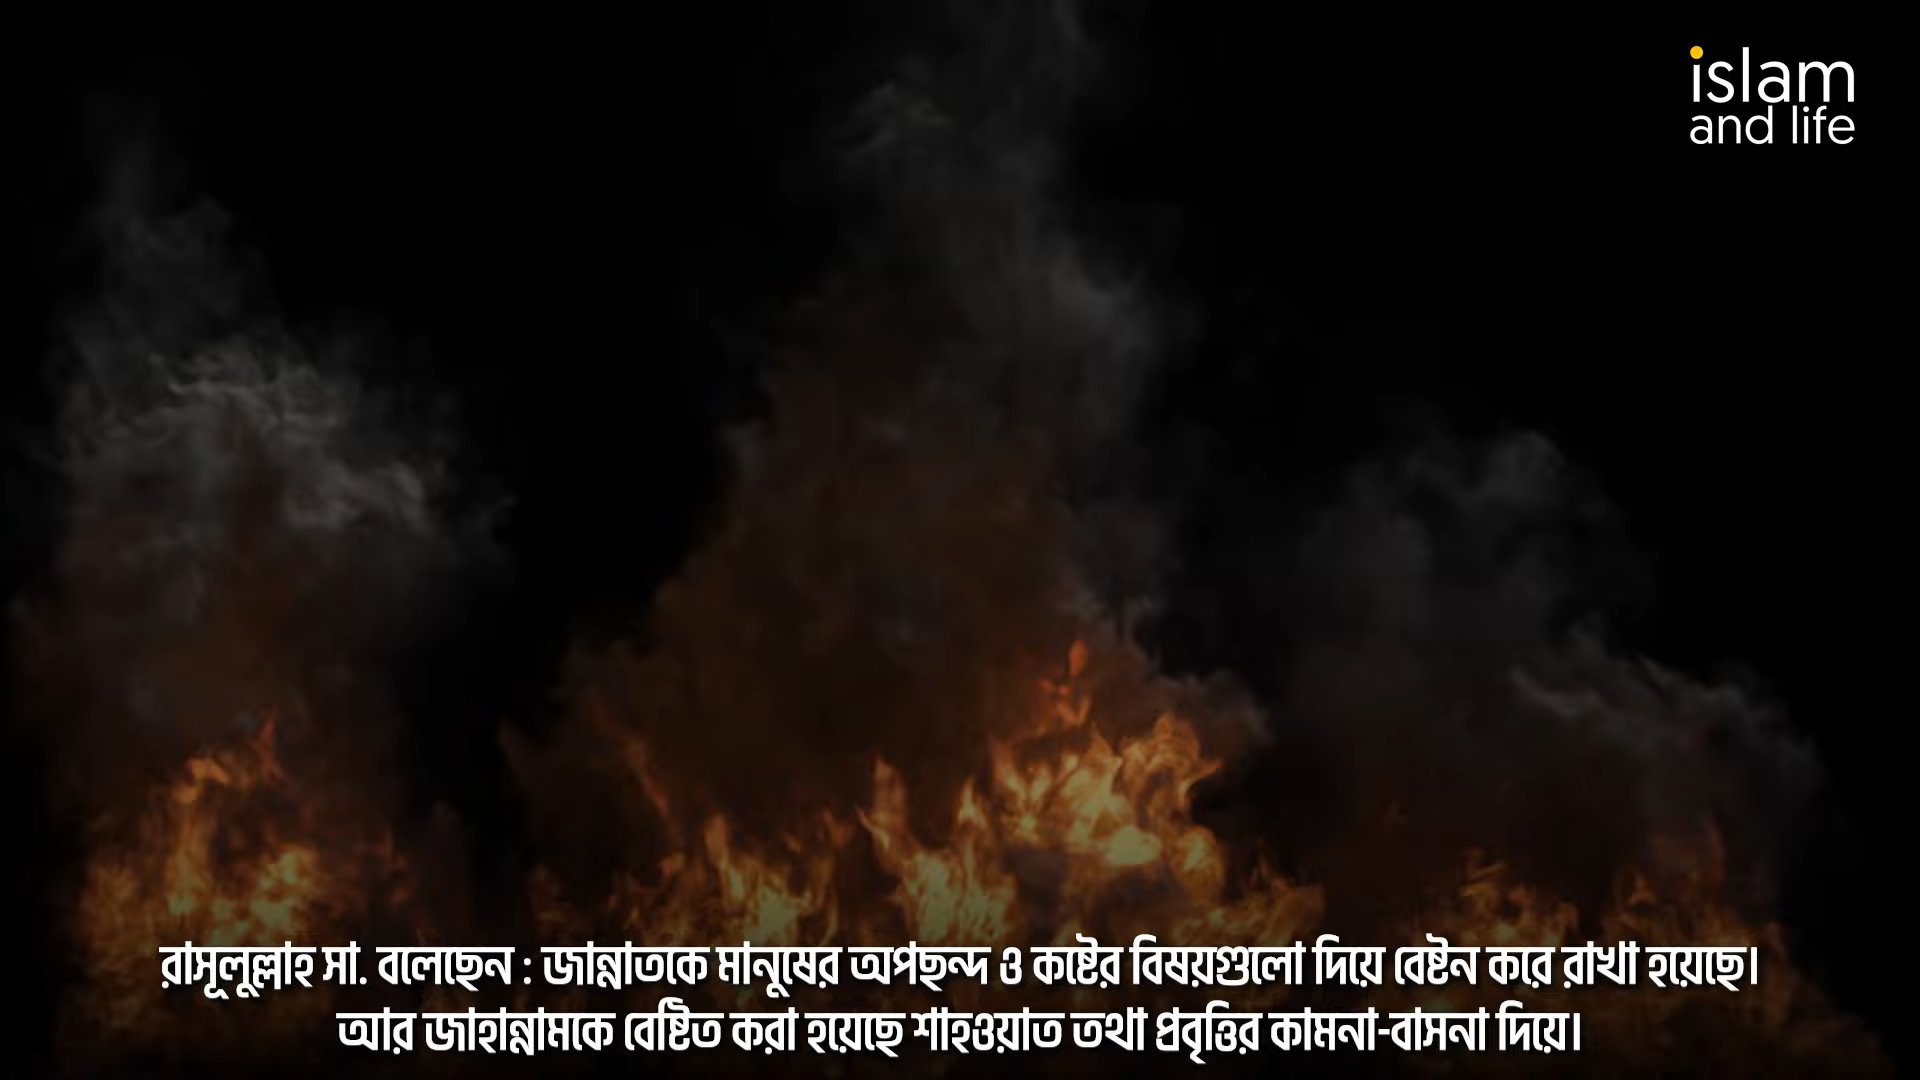 islam
and life
রাসূলুল্লাহ সা. বলেছেন : জান্নাতকে মানুষের অপছন্দ ও কষ্টের বিষয়গুলো দিয়ে বেষ্টন করে রাখা হয়েছে।
আর জাহান্নামকে বেষ্টিত করা হয়েছে শাহওয়াত তথা প্রবৃত্তির কামনা-বাসনা দিয়ে।